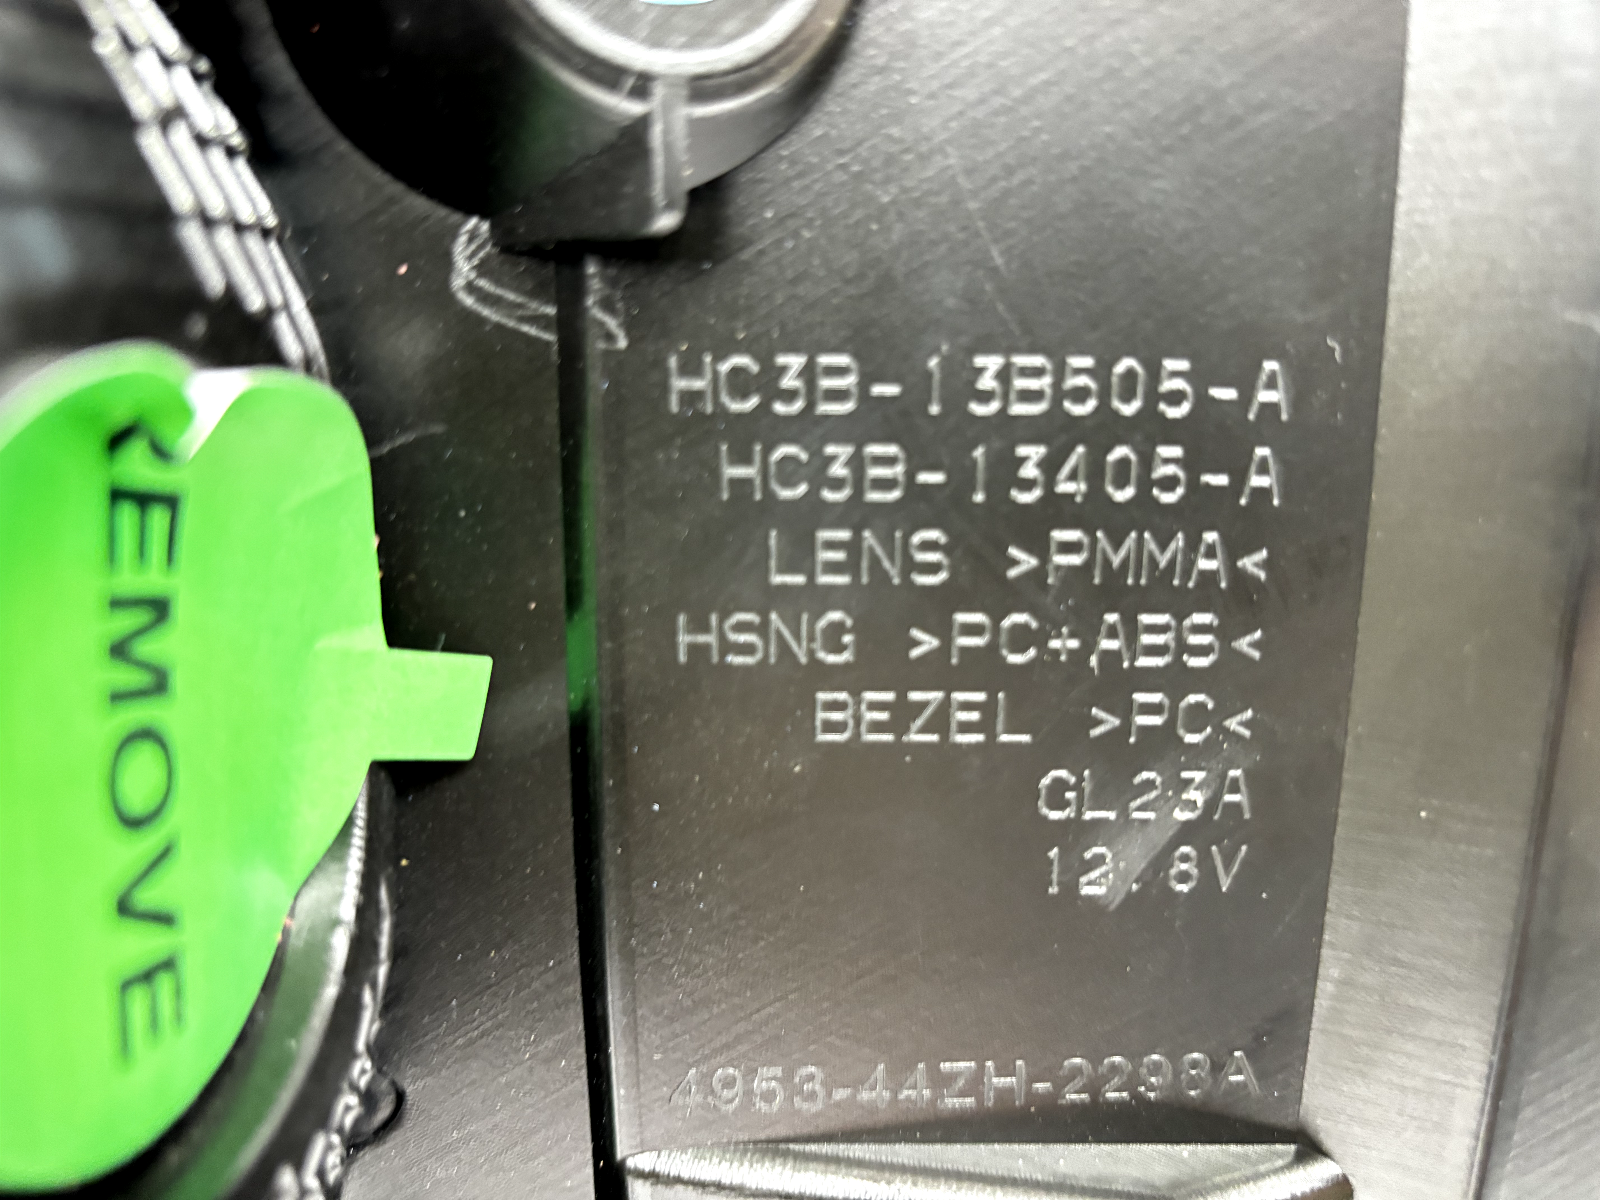 REMOVE
HC3B-13B505-A
HC3B-13405-A
LENS >PMMA<
HSNG >PC+ABS<
BEZEL >PC<
GL23A
12.8V
4953-44ZH-2298A